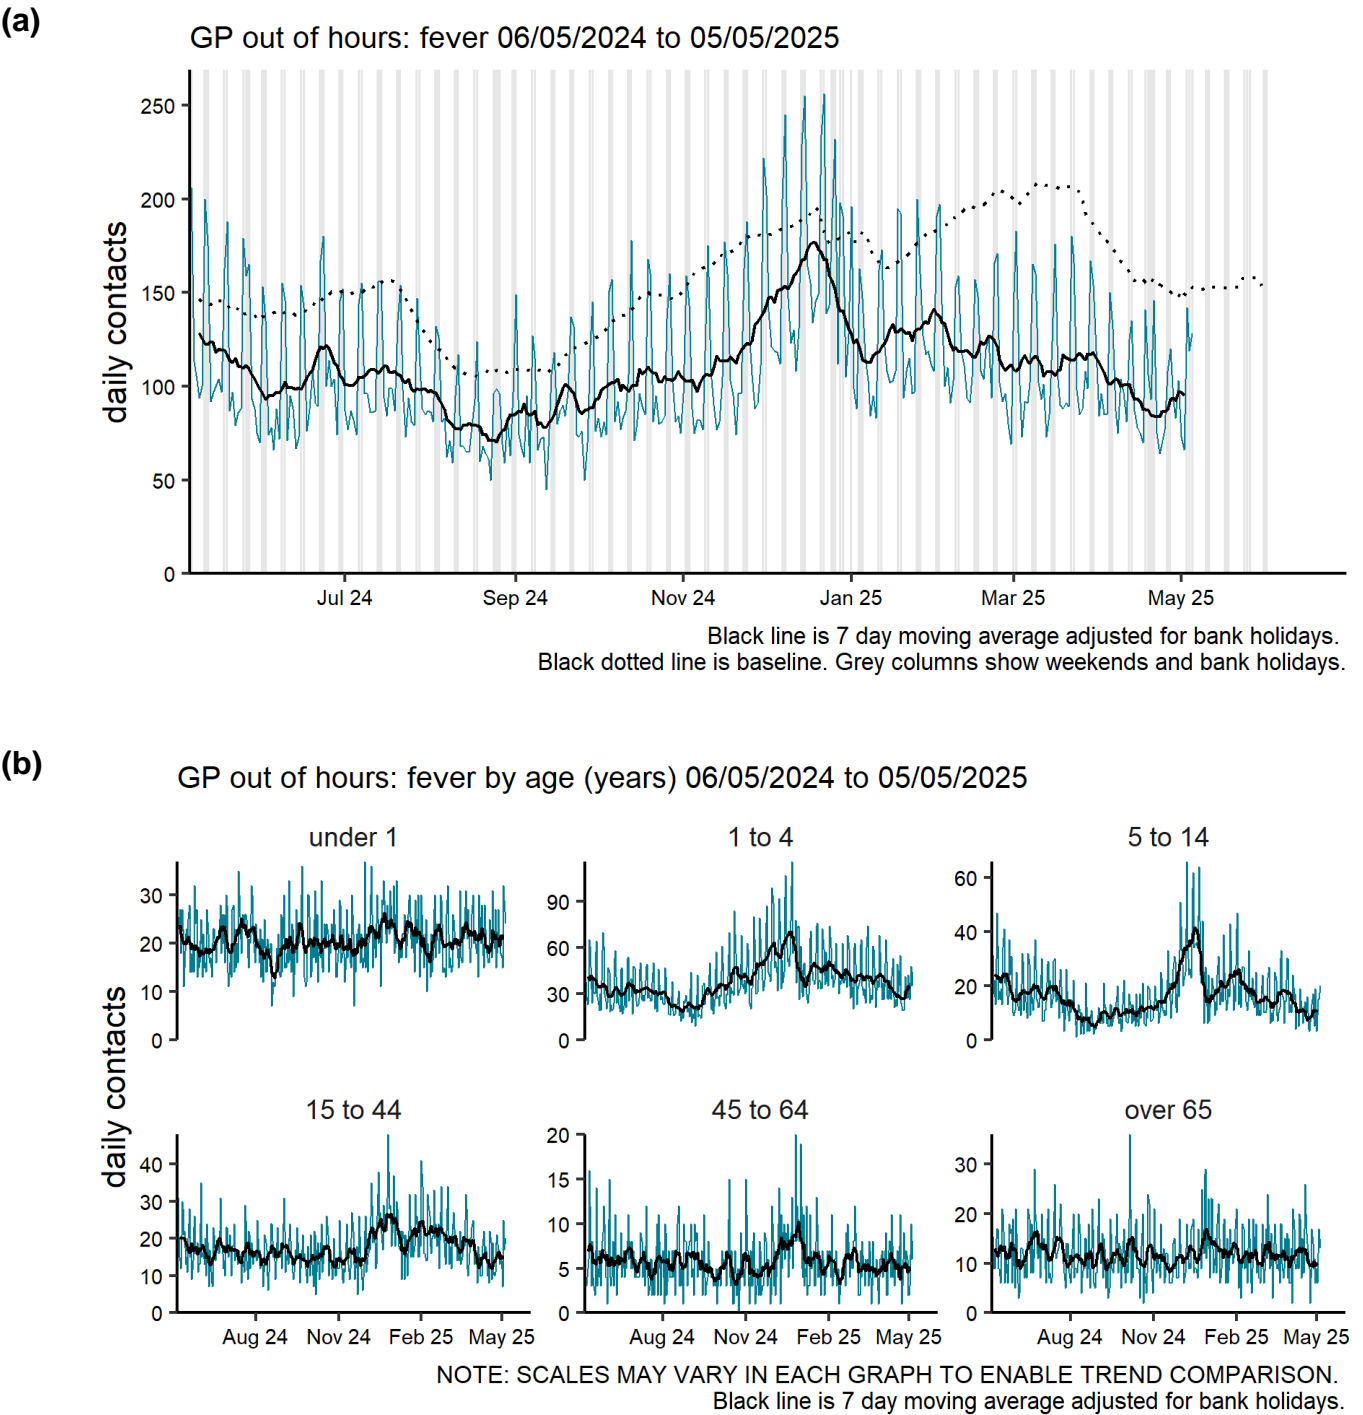 (a)
GP out of hours: fever 06/05/2024 to 05/05/2025
daily contacts
250
200
150
100
50
0
Jul 24 Sep 24 Nov 24 Jan 25 Mar 25 May 25
Black line is 7 day moving average adjusted for bank holidays.
Black dotted line is baseline. Grey columns show weekends and bank holidays.
(b)
GP out of hours: fever by age (years) 06/05/2024 to 05/05/2025
daily contacts
under 1
30
20
10
0
1 to 4
90
60
30
0
5 to 14
60
40
20
0
15 to 44
40
30
20
10
0
45 to 64
20
15
10
5
0
over 65
30
20
10
0
Aug 24 Nov 24 Feb 25 May 25
Aug 24 Nov 24 Feb 25 May 25
Aug 24 Nov 24 Feb 25 May 25
NOTE: SCALES MAY VARY IN EACH GRAPH TO ENABLE TREND COMPARISON.
Black line is 7 day moving average adjusted for bank holidays.